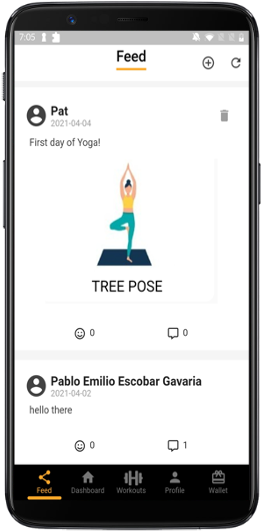 7:05
Feed
Pat
2021-04-04
First day of Yoga!
TREE POSE
0
0
Pablo Emilio Escobar Gavaria
2021-04-02
hello there
0
1
Feed
Dashboard
Workouts
Profile
Wallet